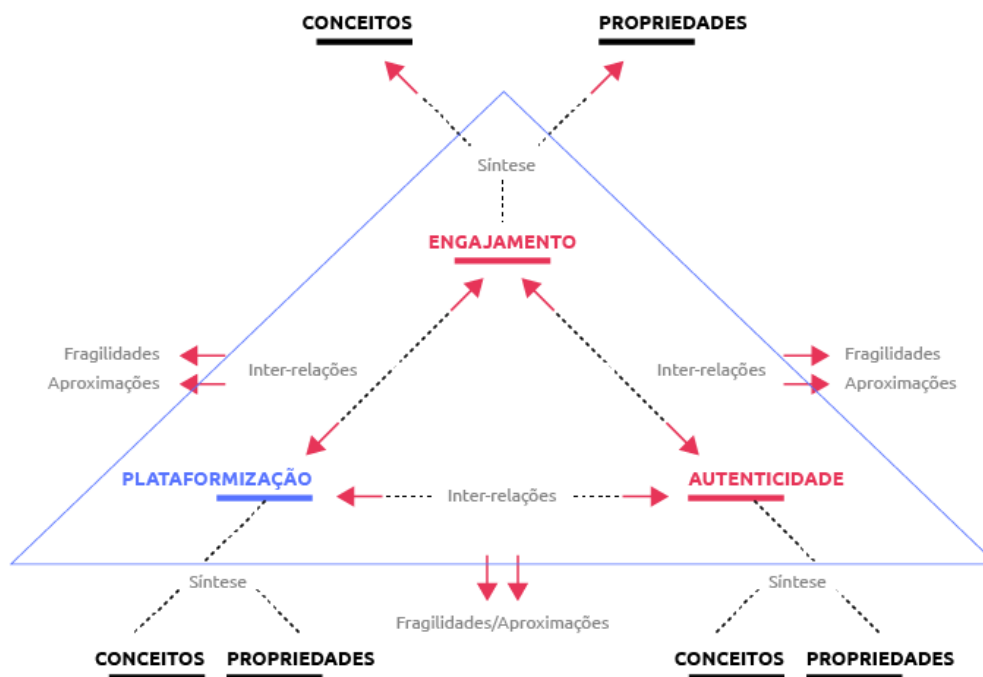 CONCEITOS
PROPRIEDADES
Síntese
ENGAJAMENTO
Fragilidades
Aproximações
Inter-relações
Inter-relações
Fragilidades
Aproximações
PLATAFORMIZAÇÃO
Inter-relações
AUTENTICIDADE
Síntese
Fragilidades/Aproximações
Síntese
CONCEITOS
PROPRIEDADES
CONCEITOS
PROPRIEDADES